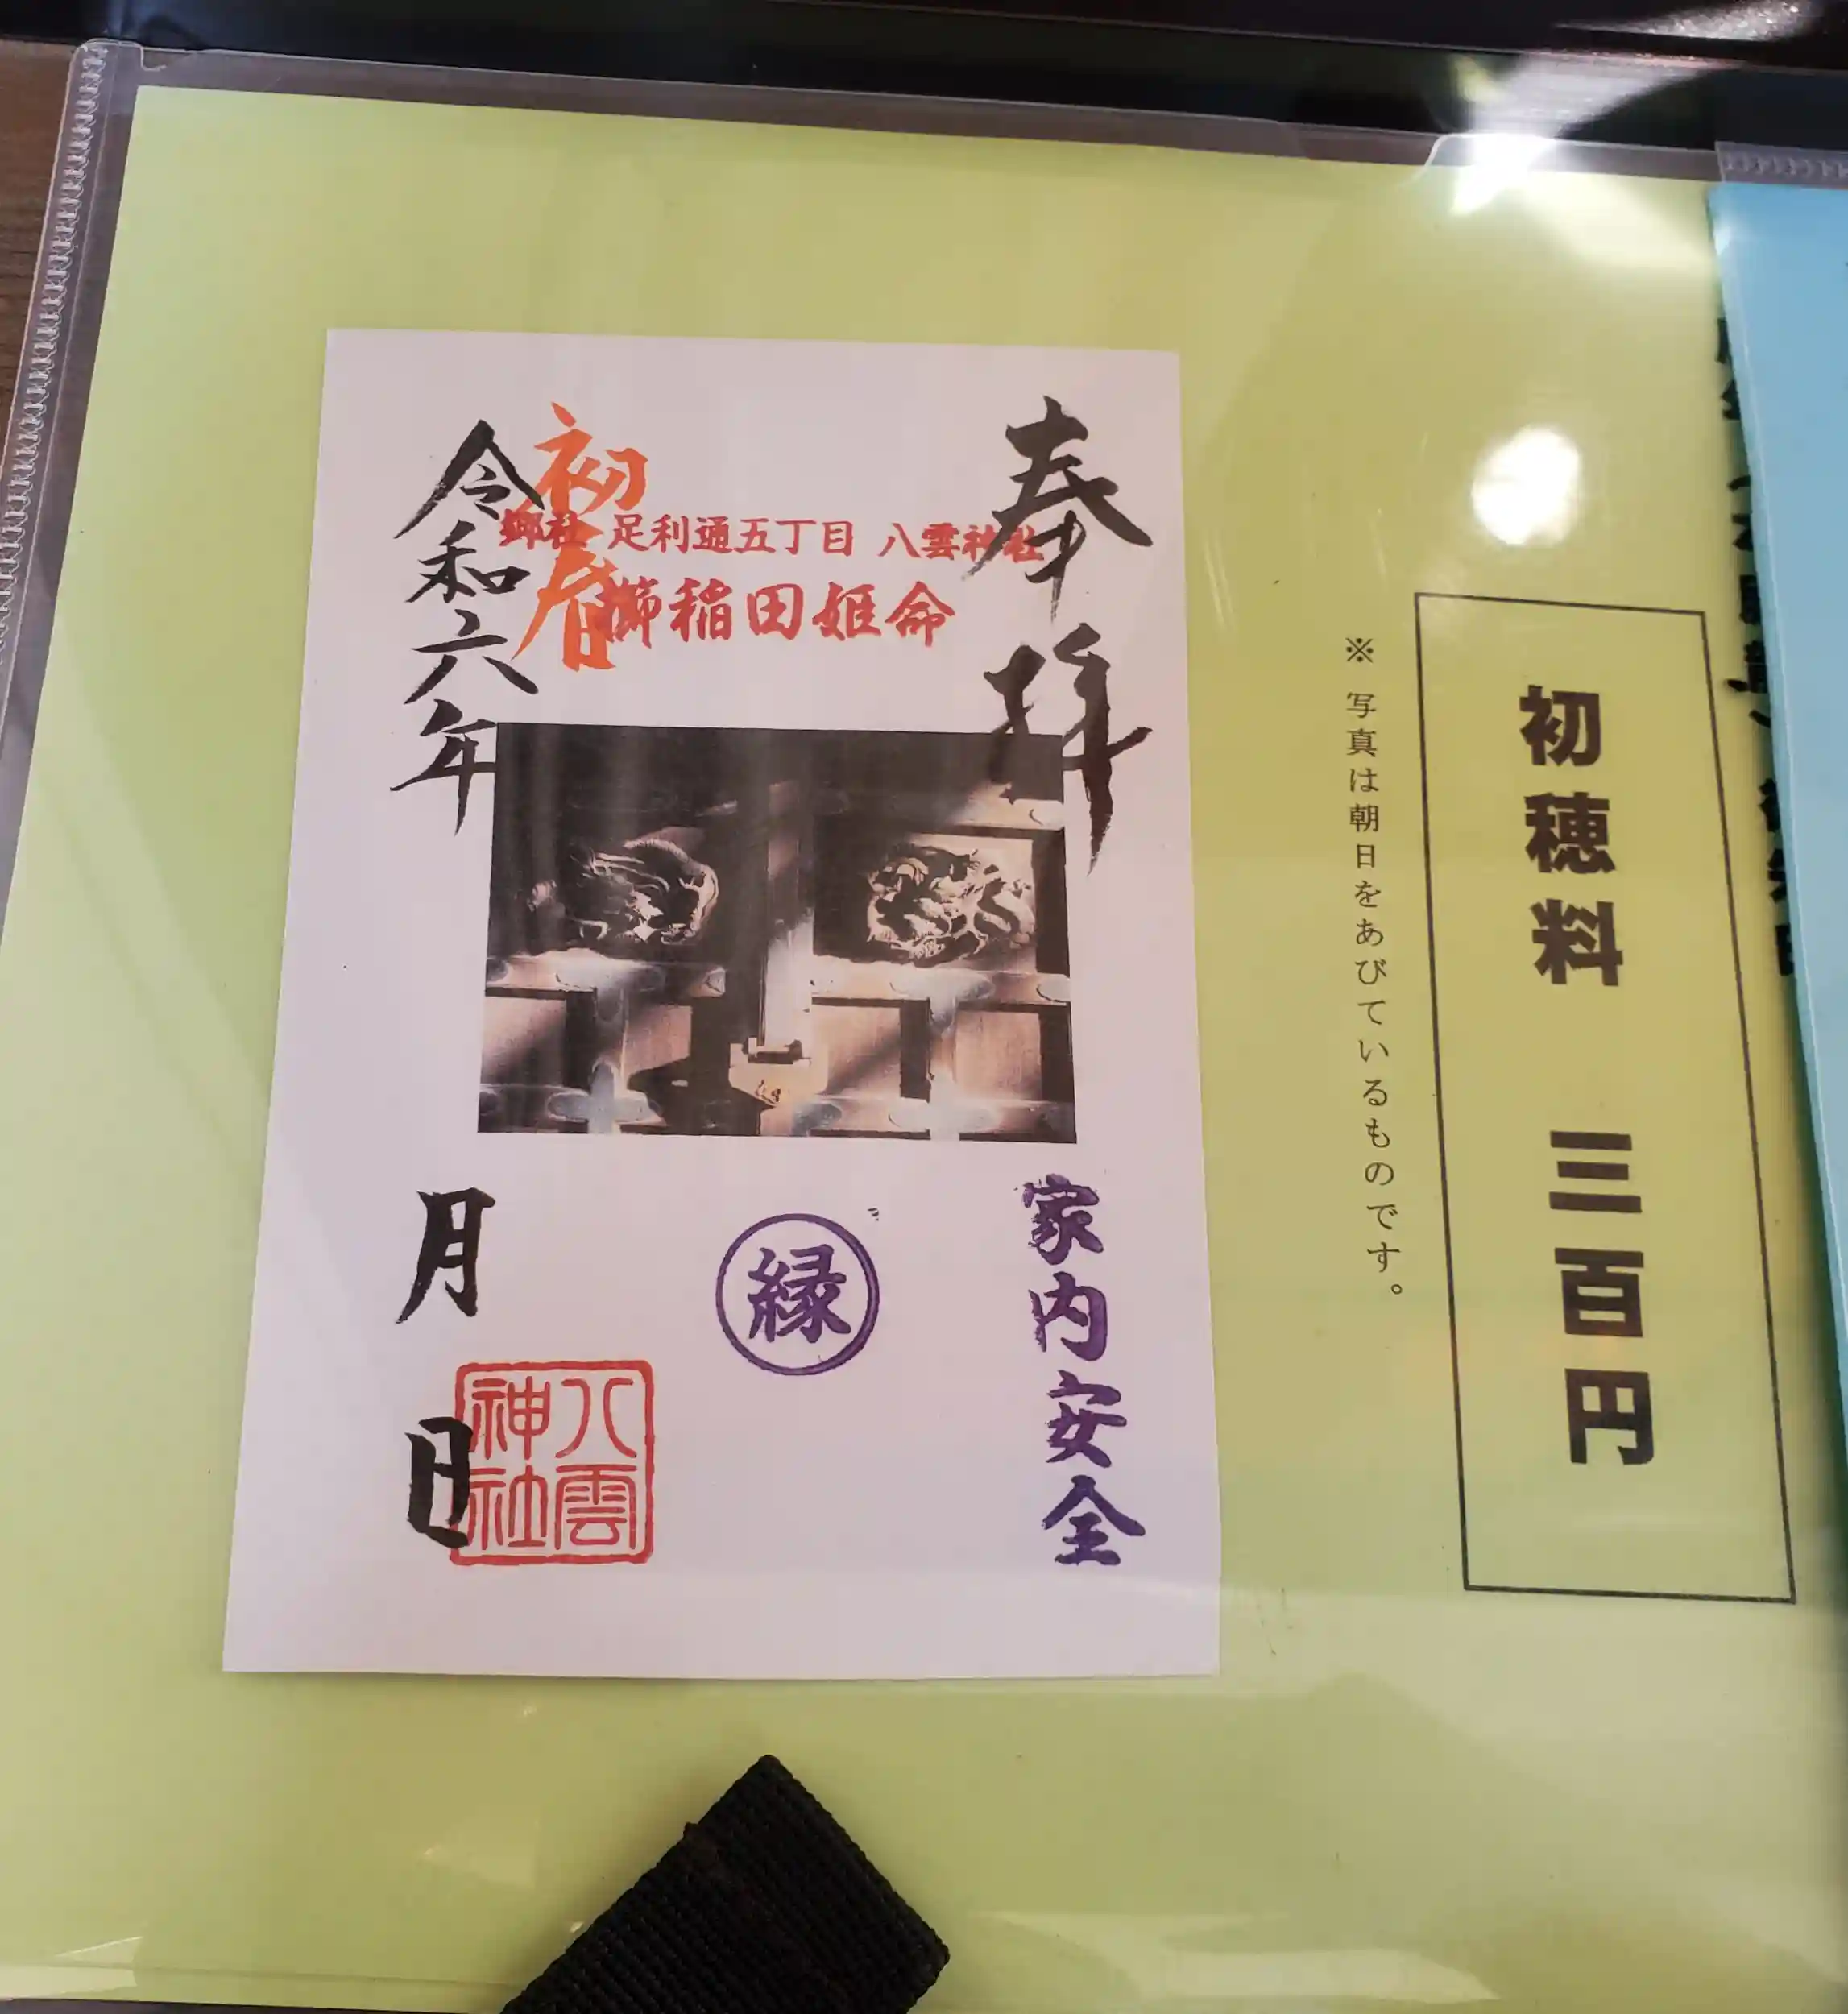 初穂料 三百円
※ 写真は朝日をあびているものです。
奉拝
郷社 足利通五丁目 八雲神社
櫛稲田姫命
初春
令和六年
家内安全
縁
月
日
八雲神社